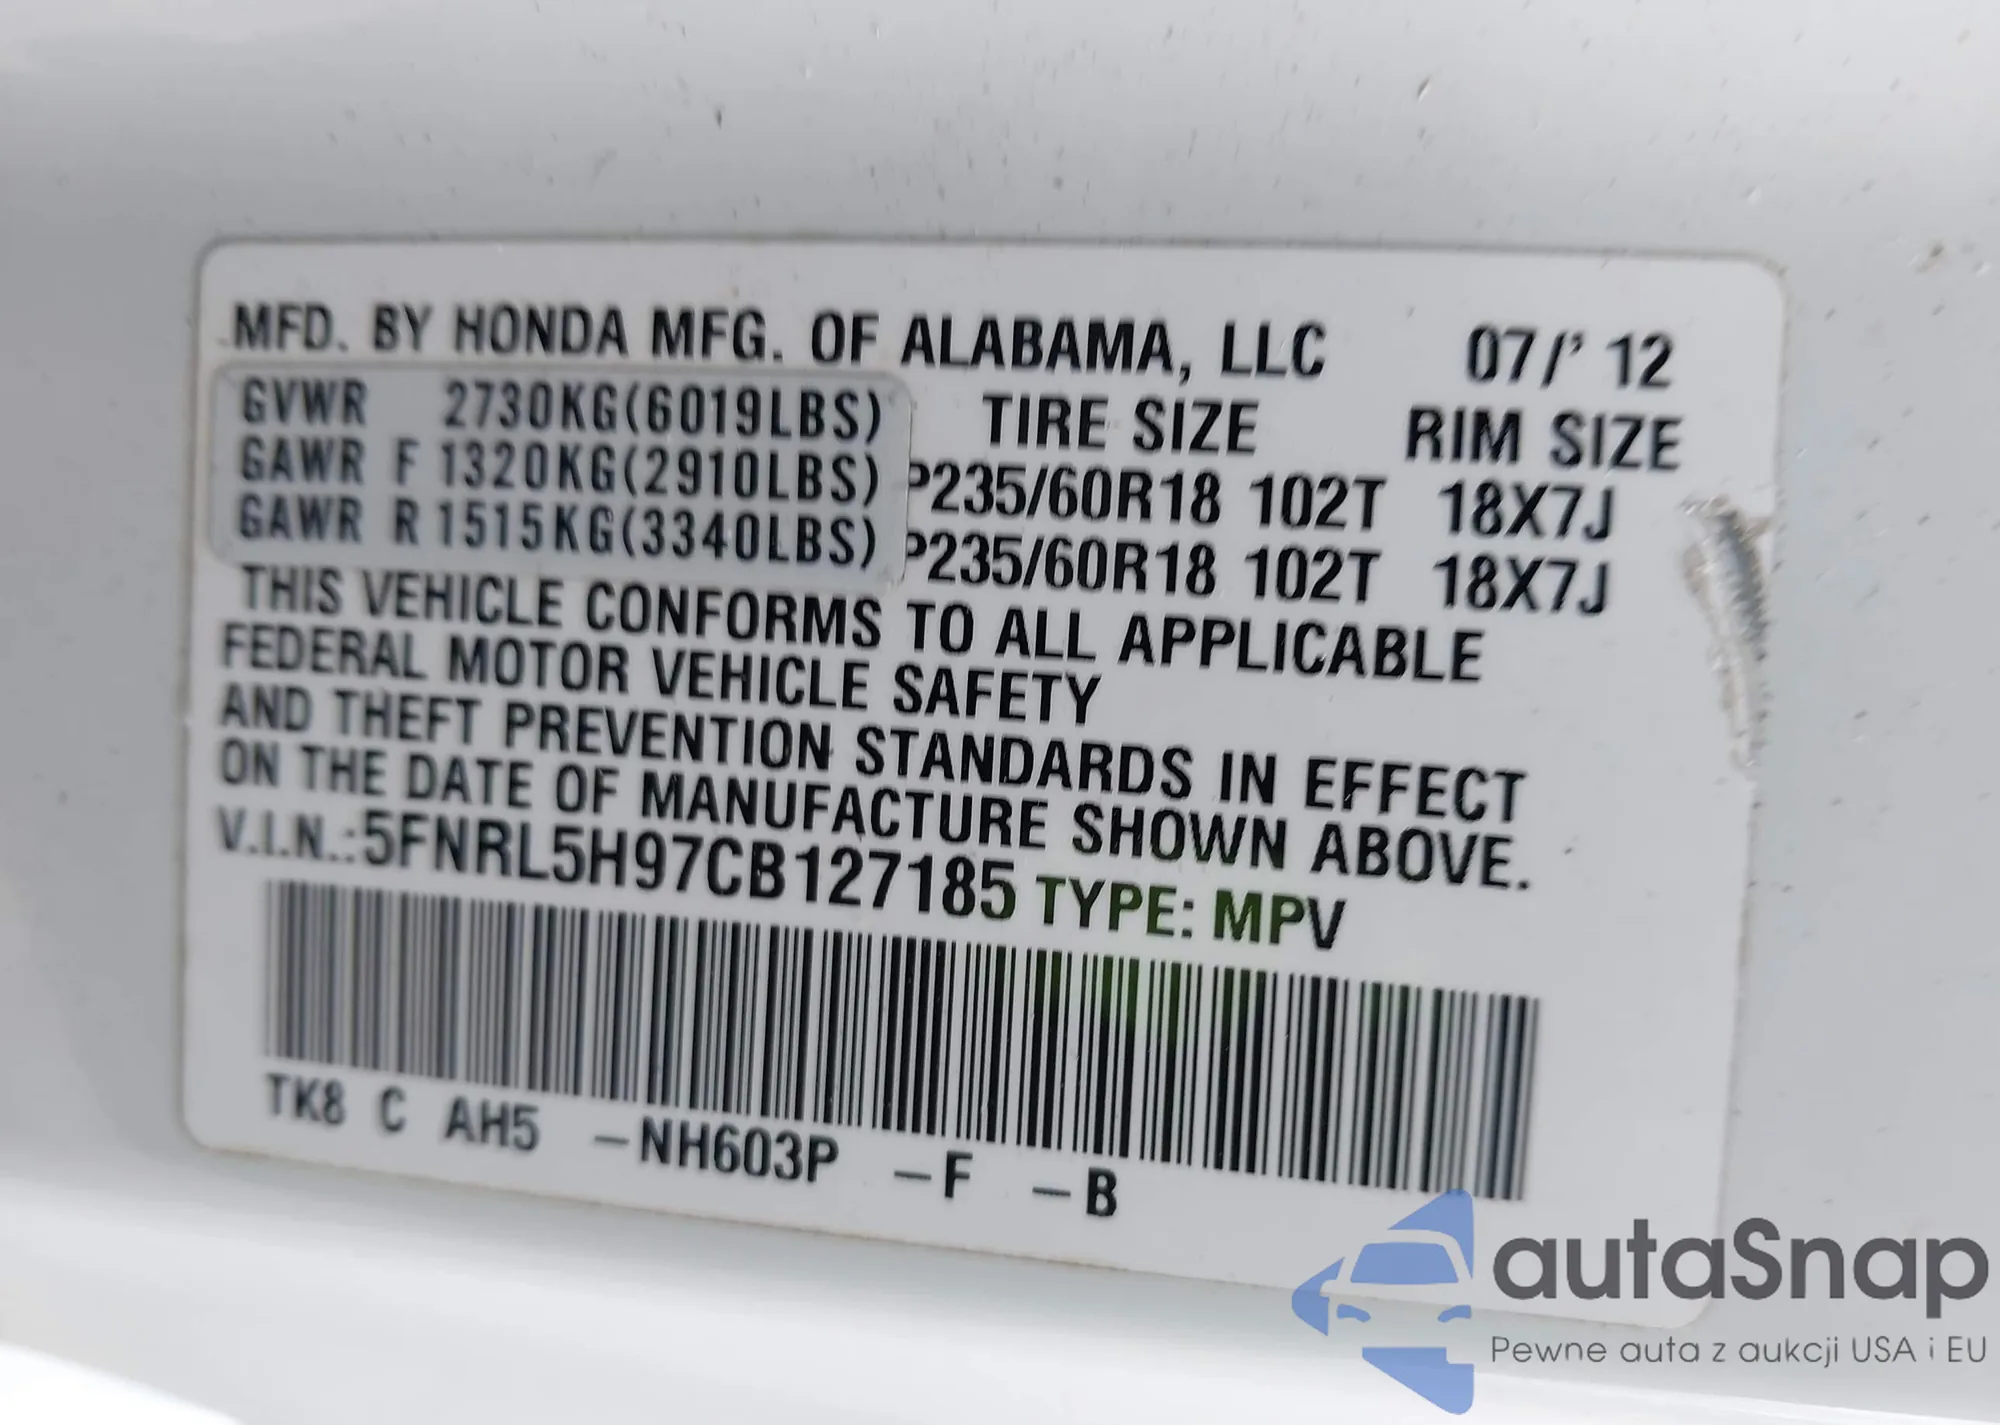 MFD. BY HONDA MFG. OF ALABAMA, LLC 07/' 12
GVWR 2730KG(6019LBS) TIRE SIZE RIM SIZE
GAWR F 1320KG(2910LBS) P235/60R18 102T 18X7J
GAWR R 1515KG(3340LBS) P235/60R18 102T 18X7J
THIS VEHICLE CONFORMS TO ALL APPLICABLE
FEDERAL MOTOR VEHICLE SAFETY
AND THEFT PREVENTION STANDARDS IN EFFECT
ON THE DATE OF MANUFACTURE SHOWN ABOVE.
V.I.N.:5FNRL5H97CB127185 TYPE: MPV
TK8 C AH5 -NH603P -F -B
autaSnap
Pewne auta z aukcji USA i EU